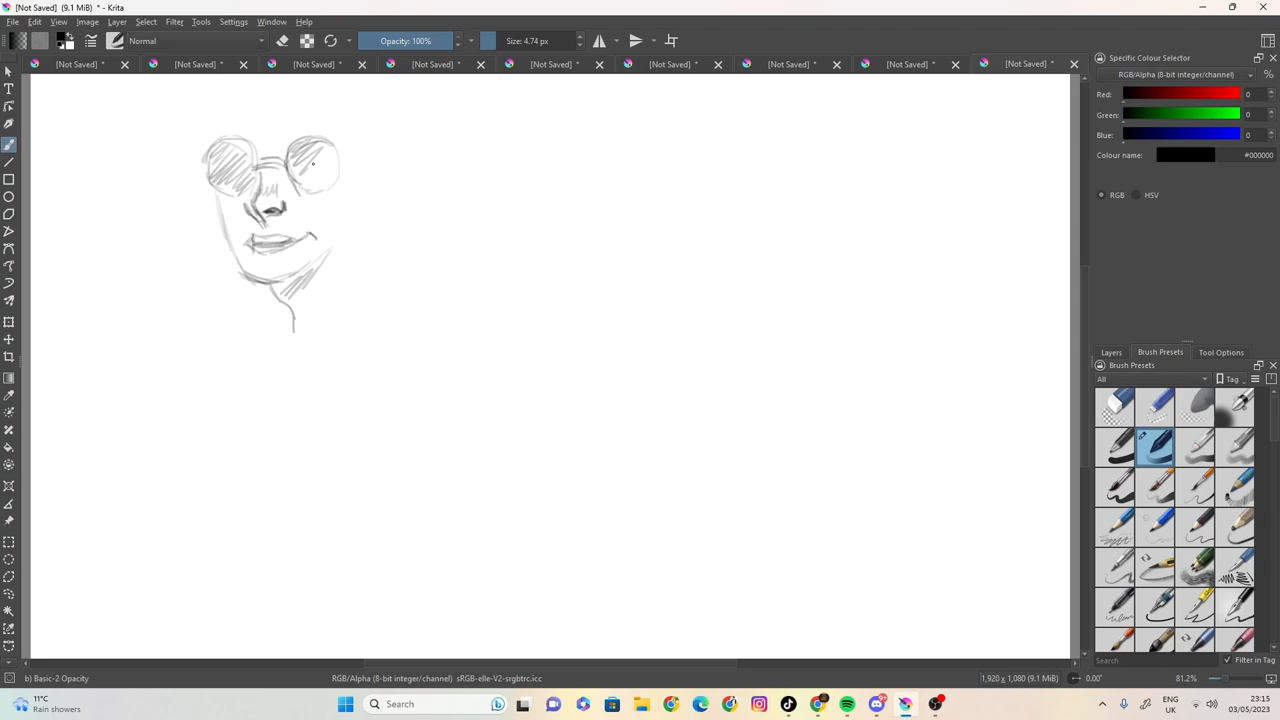 [Not Saved] (9.1 MiB) * - Krita
File Edit View Image Layer Select Filter Tools Settings Window Help
Normal Opacity: 100% Size: 4.74 px
[Not Saved] * [Not Saved] * [Not Saved] * [Not Saved] * [Not Saved] * [Not Saved] * [Not Saved] * [Not Saved] * [Not Saved] *
Specific Colour Selector
RGB/Alpha (8-bit integer/channel) %
Red: 0
Green: 0
Blue: 0
Colour name: #000000
RGB HSV
Layers Brush Presets Tool Options
Brush Presets
All Tag
Search Filter in Tag
b) Basic-2 Opacity RGB/Alpha (8-bit integer/channel) sRGB-elle-V2-srgbtrc.icc 1,920 x 1,080 (9.1 MiB) 0.00° 81.2%
11°C
Rain showers
Search
ENG
UK
23:15
03/05/2023